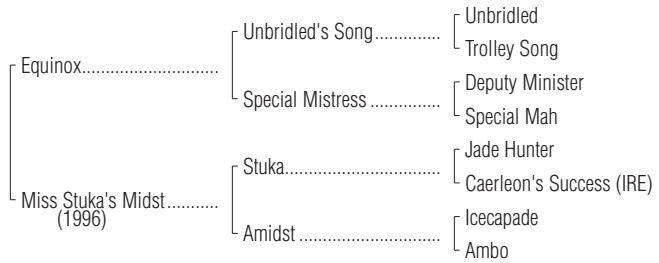 Unbridled
Unbridled's Song..............
Trolley Song
Equinox.............................
Deputy Minister
Special Mistress ...............
Special Mah
Jade Hunter
Stuka.................................
Caerleon's Success (IRE)
Miss Stuka's Midst...........
(1996)
Icecapade
Amidst ..............................
Ambo